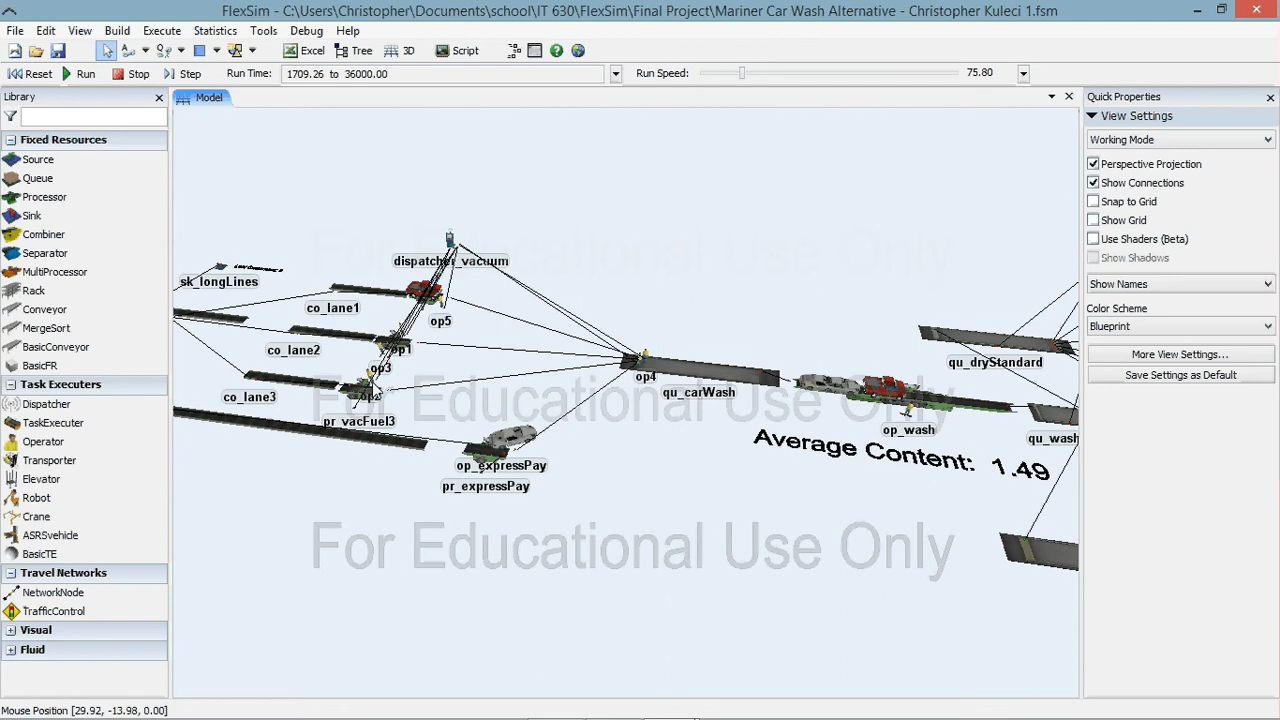 FlexSim - C:\Users\Christopher\Documents\school\IT 630\FlexSim\Final Project\Mariner Car Wash Alternative - Christopher Kuleci 1.fsm
File Edit View Build Execute Statistics Tools Debug Help
Excel Tree 3D Script
Reset Run Stop Step Run Time: 1709.26 to 36000.00 Run Speed: 75.80
Library
Fixed Resources
Source
Queue
Processor
Sink
Combiner
Separator
MultiProcessor
Rack
Conveyor
MergeSort
BasicConveyor
BasicFR
Task Executers
Dispatcher
TaskExecuter
Operator
Transporter
Elevator
Robot
Crane
ASRSvehicle
BasicTE
Travel Networks
NetworkNode
TrafficControl
Visual
Fluid
Model
For Educational Use Only
dispatcher_vacuum
sk_longLines
co_lane1
op5
co_lane2
op1
op3
co_lane3
op2
pr_vacFuel3
op4
qu_carWash
qu_dryStandard
op_wash
qu_wash
For Educational Use Only
Average Content: 1.49
op_expressPay
pr_expressPay
For Educational Use Only
Quick Properties
View Settings
Working Mode
Perspective Projection
Show Connections
Snap to Grid
Show Grid
Use Shaders (Beta)
Show Shadows
Show Names
Color Scheme
Blueprint
More View Settings...
Save Settings as Default
Mouse Position [29.92, -13.98, 0.00]